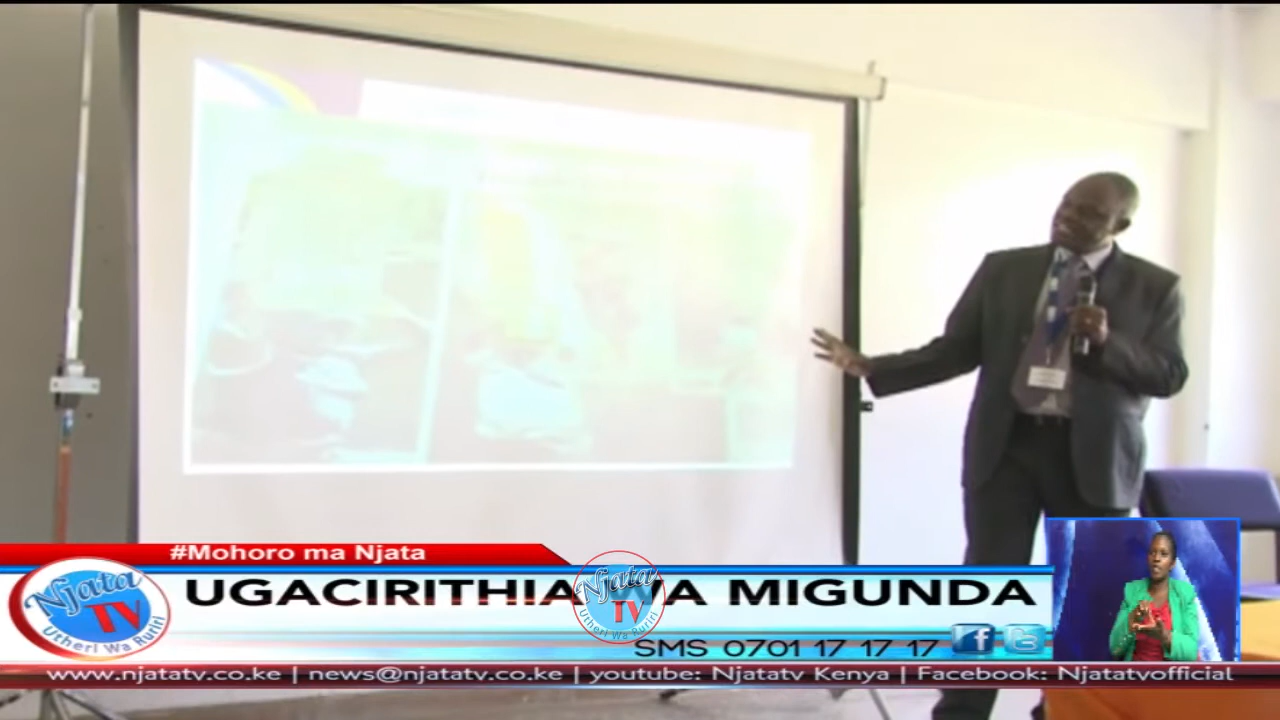 #Mohoro ma Njata
UGACIRITHIA WA MIGUNDA
Njata TV
Utheri Wa Ruriri
Njata TV
Utheri Wa Ruriri
SMS 0701 17 17 17
www.njatatv.co.ke | news@njatatv.co.ke | youtube: Njatatv Kenya | Facebook: Njatatvofficial